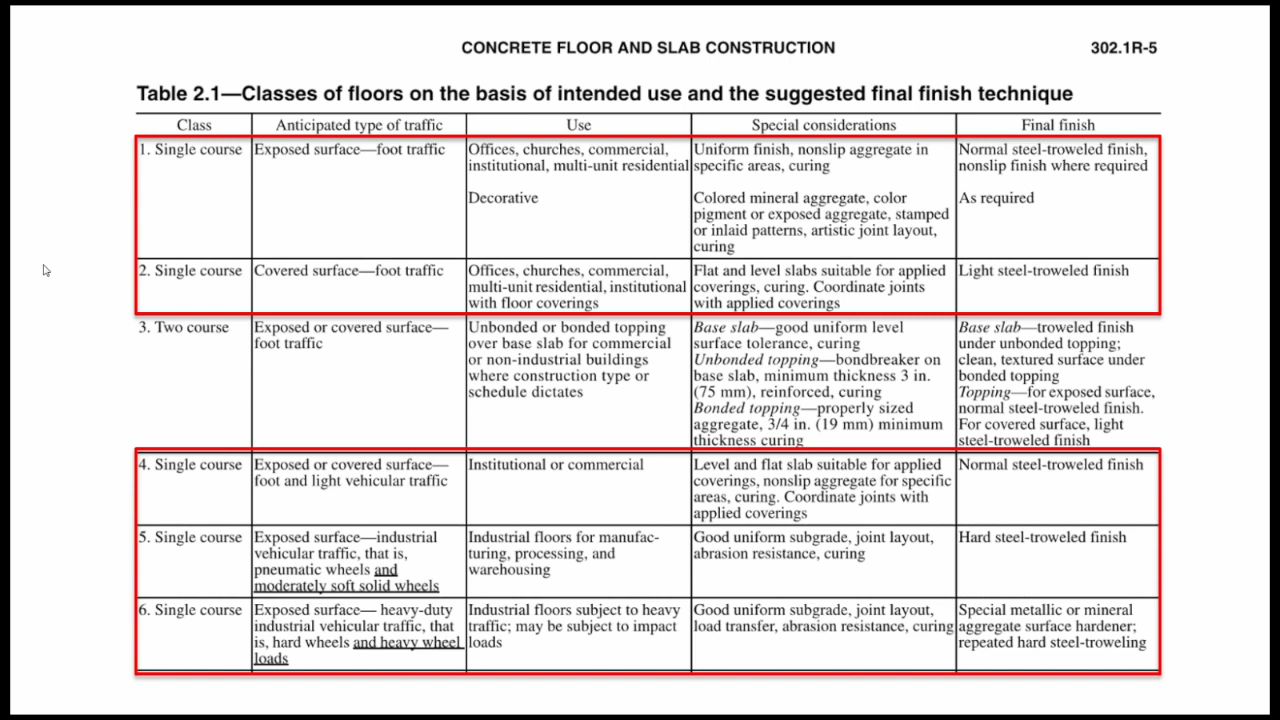 CONCRETE FLOOR AND SLAB CONSTRUCTION 302.1R-5
Table 2.1—Classes of floors on the basis of intended use and the suggested final finish technique
Class Anticipated type of traffic Use Special considerations Final finish
1. Single course
Exposed surface—foot traffic
Offices, churches, commercial,
institutional, multi-unit residential
Uniform finish, nonslip aggregate in
specific areas, curing
Normal steel-troweled finish,
nonslip finish where required
Decorative
Colored mineral aggregate, color
pigment or exposed aggregate, stamped
or inlaid patterns, artistic joint layout,
curing
As required
2. Single course
Covered surface—foot traffic
Offices, churches, commercial,
multi-unit residential, institutional
with floor coverings
Flat and level slabs suitable for applied
coverings, curing. Coordinate joints
with applied coverings
Light steel-troweled finish
3. Two course
Exposed or covered surface—
foot traffic
Unbonded or bonded topping
over base slab for commercial
or non-industrial buildings
where construction type or
schedule dictates
Base slab—good uniform level
surface tolerance, curing
Unbonded topping—bondbreaker on
base slab, minimum thickness 3 in.
(75 mm), reinforced, curing
Bonded topping—properly sized
aggregate, 3/4 in. (19 mm) minimum
thickness curing
Base slab—troweled finish
under unbonded topping;
clean, textured surface under
bonded topping
Topping—for exposed surface,
normal steel-troweled finish.
For covered surface, light
steel-troweled finish
4. Single course
Exposed or covered surface—
foot and light vehicular traffic
Institutional or commercial
Level and flat slab suitable for applied
coverings, nonslip aggregate for specific
areas, curing. Coordinate joints with
applied coverings
Normal steel-troweled finish
5. Single course
Exposed surface—industrial
vehicular traffic, that is,
pneumatic wheels and
moderately soft solid wheels
Industrial floors for manufac-
turing, processing, and
warehousing
Good uniform subgrade, joint layout,
abrasion resistance, curing
Hard steel-troweled finish
6. Single course
Exposed surface— heavy-duty
industrial vehicular traffic, that
is, hard wheels and heavy wheel
loads
Industrial floors subject to heavy
traffic; may be subject to impact
loads
Good uniform subgrade, joint layout,
load transfer, abrasion resistance, curing
Special metallic or mineral
aggregate surface hardener;
repeated hard steel-troweling